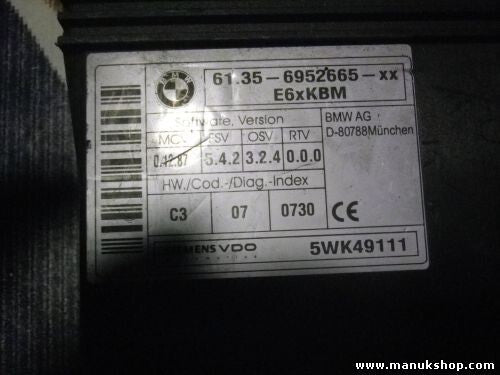 BMW
61.35 - 6952665 - xx
E6xKBM
Software, Version
MCV FSV OSV RTV
0.12.87 5.4.2 3.2.4 0.0.0
HW./Cod.-/Diag.-Index
C3 07 0730
BMW AG
D-80788München
CE
SIEMENS VDO
5WK49111
www.manukshop.com